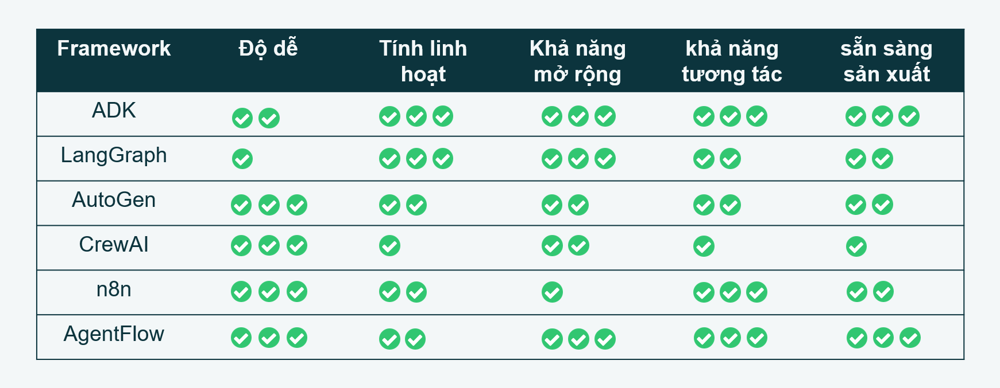 Framework
Độ dễ
Tính linh
hoạt
Khả năng
mở rộng
khả năng
tương tác
sẵn sàng
sản xuất
ADK
LangGraph
AutoGen
CrewAI
n8n
AgentFlow